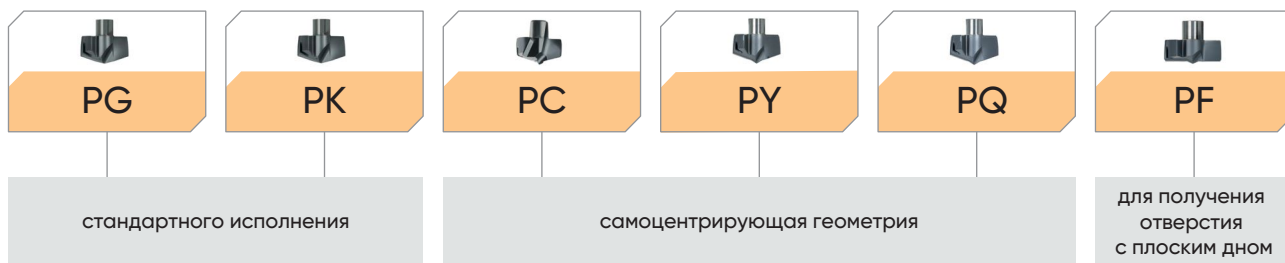 PG
PK
PC
PY
PQ
PF
стандартного исполнения
самоцентрирующая геометрия
для получения
отверстия
с плоским дном